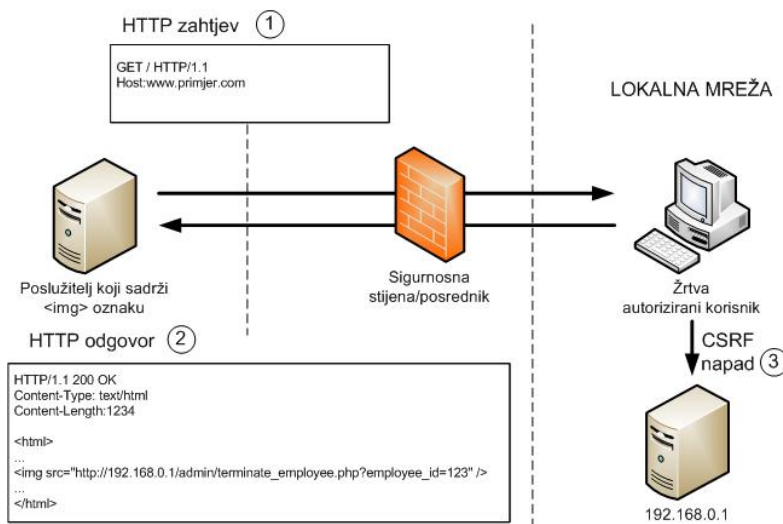 HTTP zahtjev 1
GET / HTTP/1.1
Host:www.primjer.com
LOKALNA MREŽA
Poslužitelj koji sadrži
<img> oznaku
Sigurnosna
stijena/posrednik
Žrtva
autorizirani korisnik
HTTP odgovor 2
HTTP/1.1 200 OK
Content-Type: text/html
Content-Length:1234
<html>
...
<img src="http://192.168.0.1/admin/terminate_employee.php?employee_id=123" />
...
</html>
CSRF
napad 3
192.168.0.1